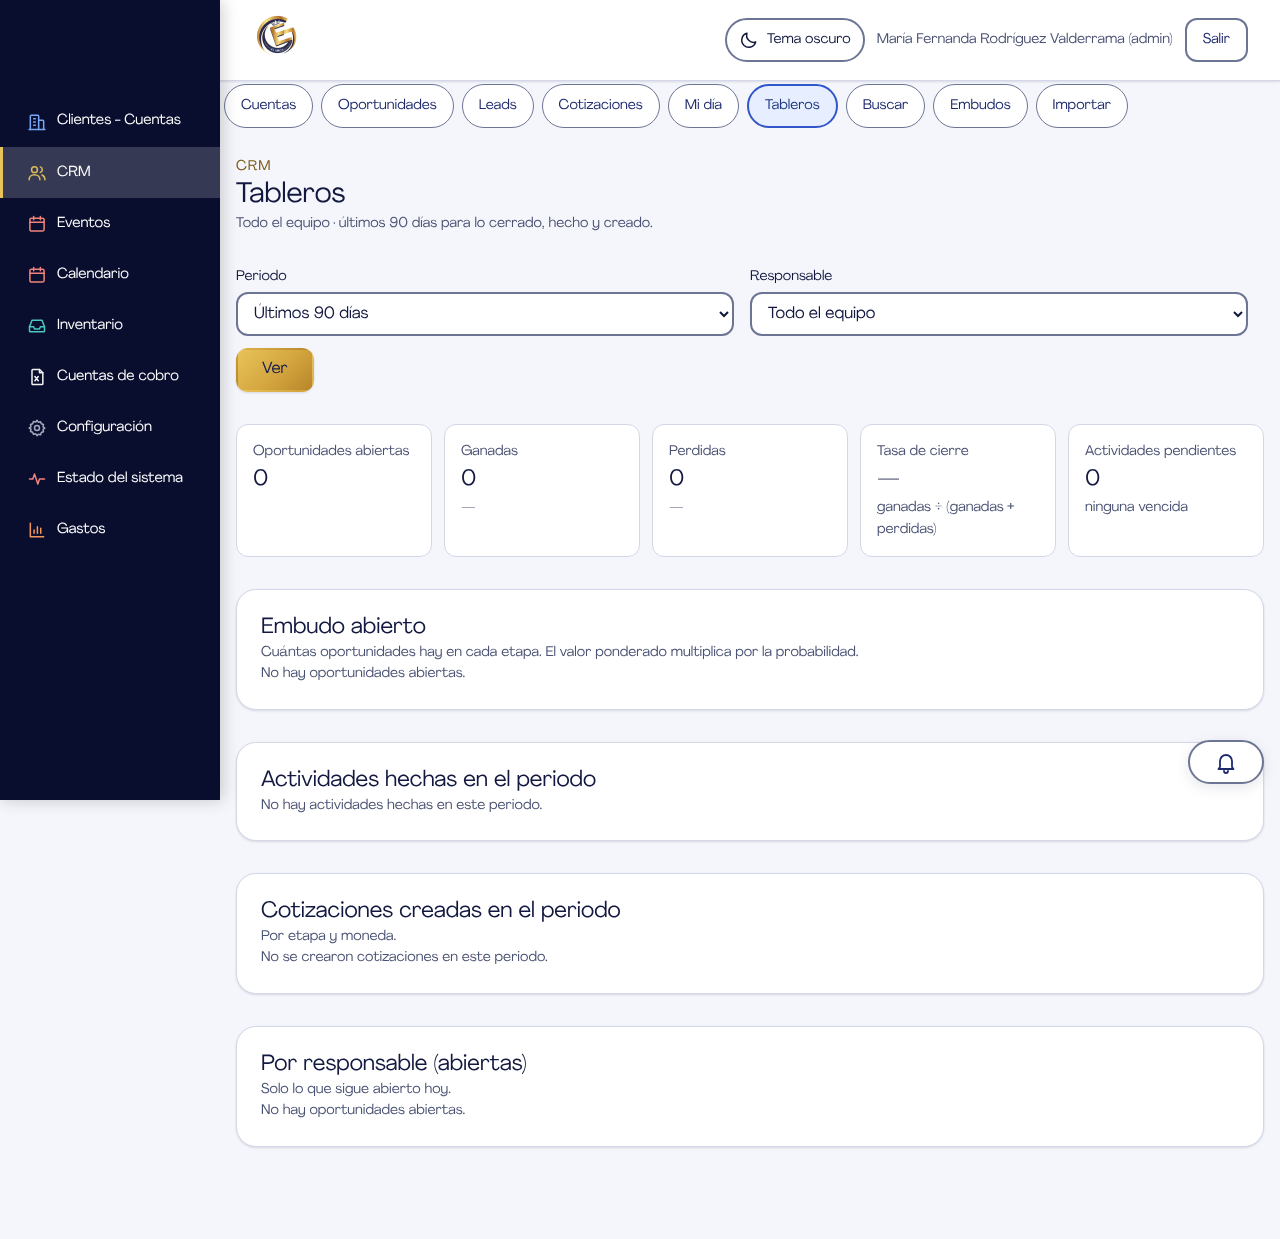 Tema oscuro
María Fernanda Rodríguez Valderrama (admin)
Salir
Clientes - Cuentas
CRM
Eventos
Calendario
Inventario
Cuentas de cobro
Configuración
Estado del sistema
Gastos
Cuentas
Oportunidades
Leads
Cotizaciones
Mi día
Tableros
Buscar
Embudos
Importar
CRM
Tableros
Todo el equipo · últimos 90 días para lo cerrado, hecho y creado.
Periodo
Últimos 90 días
Responsable
Todo el equipo
Ver
Oportunidades abiertas
0
Ganadas
0
—
Perdidas
0
—
Tasa de cierre
—
ganadas ÷ (ganadas +
perdidas)
Actividades pendientes
0
ninguna vencida
Embudo abierto
Cuántas oportunidades hay en cada etapa. El valor ponderado multiplica por la probabilidad.
No hay oportunidades abiertas.
Actividades hechas en el periodo
No hay actividades hechas en este periodo.
Cotizaciones creadas en el periodo
Por etapa y moneda.
No se crearon cotizaciones en este periodo.
Por responsable (abiertas)
Solo lo que sigue abierto hoy.
No hay oportunidades abiertas.